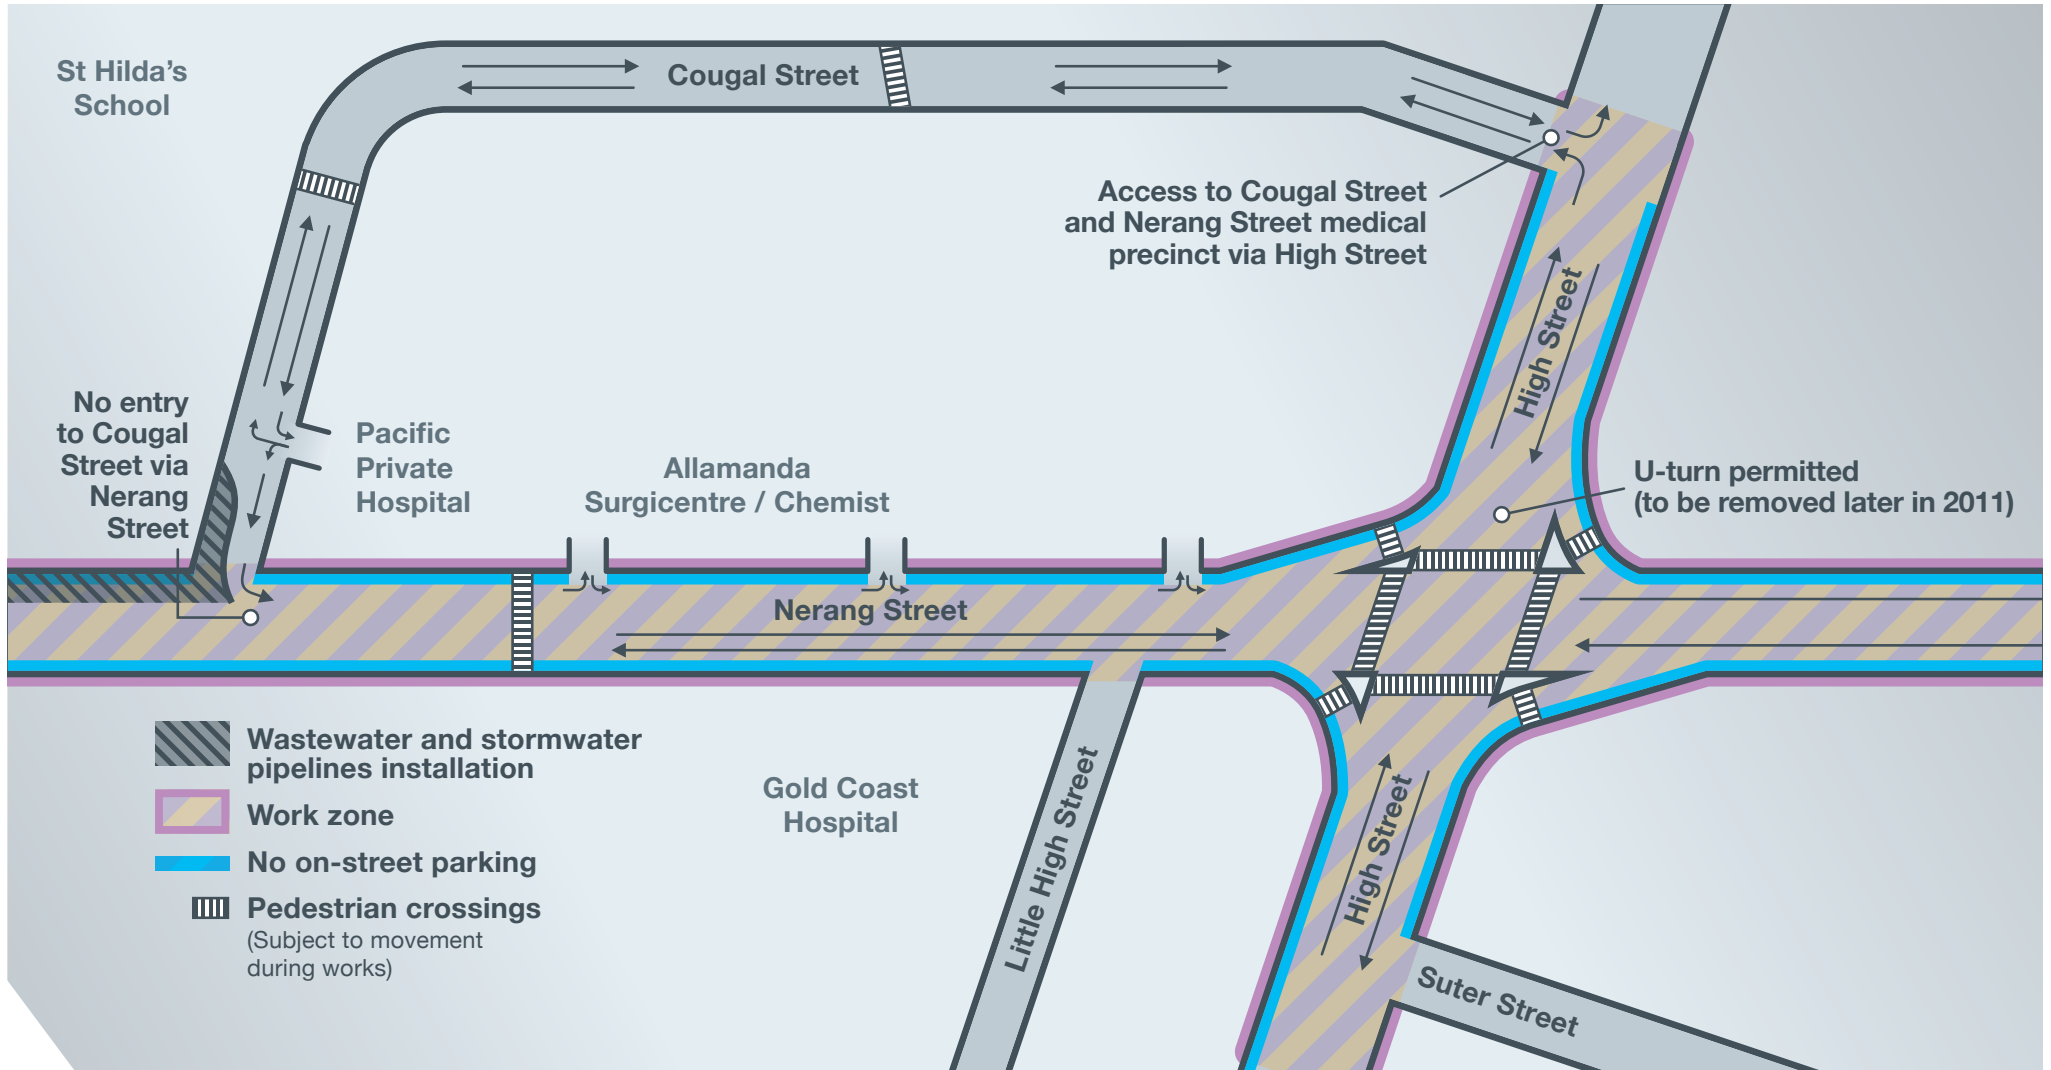 St Hilda’s
School
Cougal Street
Access to Cougal Street
and Nerang Street medical
precinct via High Street
High Street
No entry
to Cougal
Street via
Nerang
Street
Pacific
Private
Hospital
Allamanda
Surgicentre / Chemist
U-turn permitted
(to be removed later in 2011)
Nerang Street
Wastewater and stormwater
pipelines installation
Work zone
No on-street parking
Pedestrian crossings
(Subject to movement
during works)
Gold Coast
Hospital
Little High Street
High Street
Suter Street